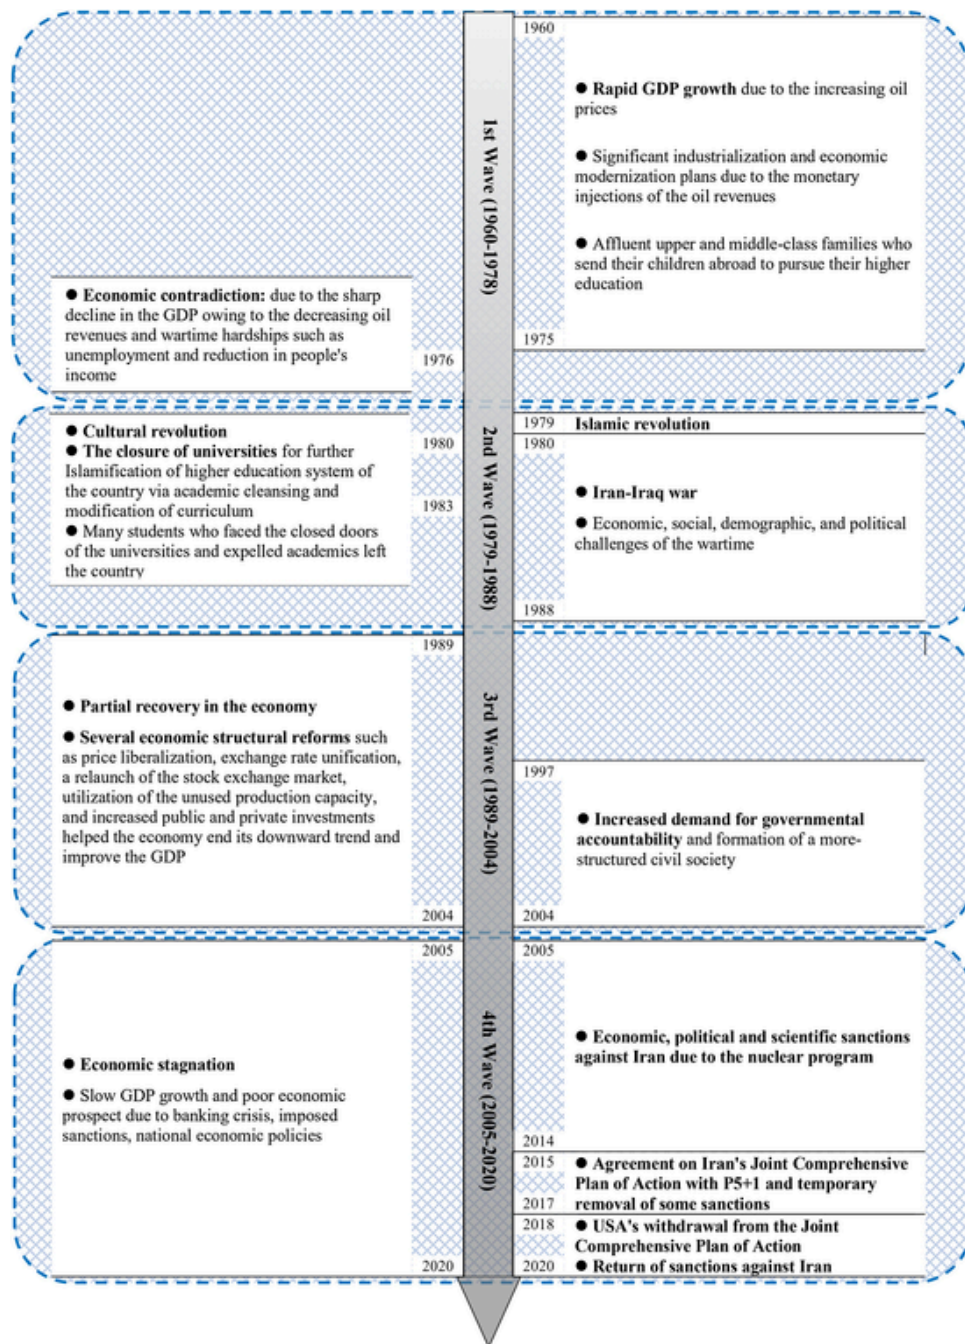 1960
● Rapid GDP growth due to the increasing oil
prices
● Significant industrialization and economic
modernization plans due to the monetary
injections of the oil revenues
● Affluent upper and middle-class families who
send their children abroad to pursue their higher
education
1975
1st Wave (1960-1978)
● Economic contradiction: due to the sharp
decline in the GDP owing to the decreasing oil
revenues and wartime hardships such as
unemployment and reduction in people's
income
1976
● Cultural revolution
● The closure of universities for further
Islamification of higher education system of
the country via academic cleansing and
modification of curriculum
● Many students who faced the closed doors
of the universities and expelled academics left
the country
1980
1983
2nd Wave (1979-1988)
1979
Islamic revolution
1980
● Iran-Iraq war
● Economic, social, demographic, and political
challenges of the wartime
1988
1989
● Partial recovery in the economy
● Several economic structural reforms such
as price liberalization, exchange rate unification,
a relaunch of the stock exchange market,
utilization of the unused production capacity,
and increased public and private investments
helped the economy end its downward trend and
improve the GDP
2004
3rd Wave (1989-2004)
1997
● Increased demand for governmental
accountability and formation of a more-
structured civil society
2004
2005
● Economic stagnation
● Slow GDP growth and poor economic
prospect due to banking crisis, imposed
sanctions, national economic policies
2020
4th Wave (2005-2020)
2005
● Economic, political and scientific sanctions
against Iran due to the nuclear program
2014
2015
● Agreement on Iran's Joint Comprehensive
Plan of Action with P5+1 and temporary
removal of some sanctions
2017
2018
● USA's withdrawal from the Joint
Comprehensive Plan of Action
● Return of sanctions against Iran
2020